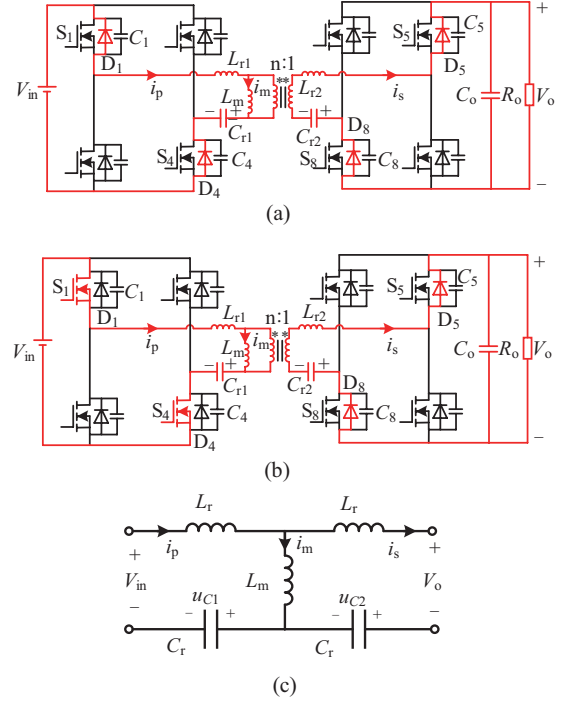 S1 C1 D1
Vin
ip Lr1 Lm im n:1 ** Lr2 is
− Cr1 + − Cr2 +
S4 C4 D4
S5 C5 D5
D8 S8 C8
Co Ro Vo + −
(a)
S1 C1 D1
Vin
ip Lr1 Lm im n:1 * * Lr2 is
− Cr1 + − Cr2 +
S4 C4 D4
S5 C5 D5
D8 S8 C8
Co Ro Vo + −
(b)
Lr Lr
ip im is
+ +
Vin Lm Vo
− uC1 uC2 −
− + − +
Cr Cr
(c)